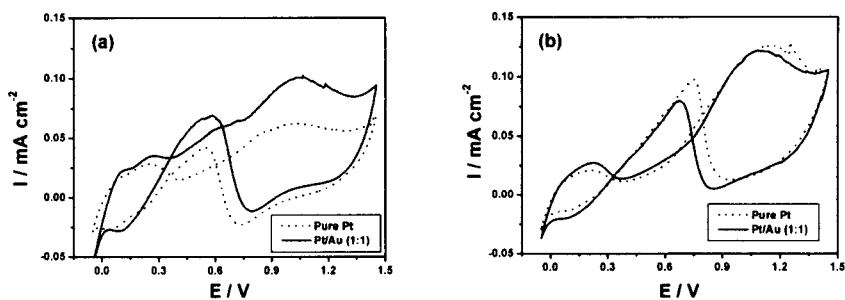 (a)
I / mA cm-2
0.15
0.10
0.05
0.00
-0.05
0.0 0.3 0.6 0.9 1.2 1.5
E / V
Pure Pt
Pt/Au (1:1)
(b)
I / mA cm-2
0.15
0.10
0.05
0.00
-0.05
0.0 0.3 0.6 0.9 1.2 1.5
E / V
Pure Pt
Pt/Au (1:1)